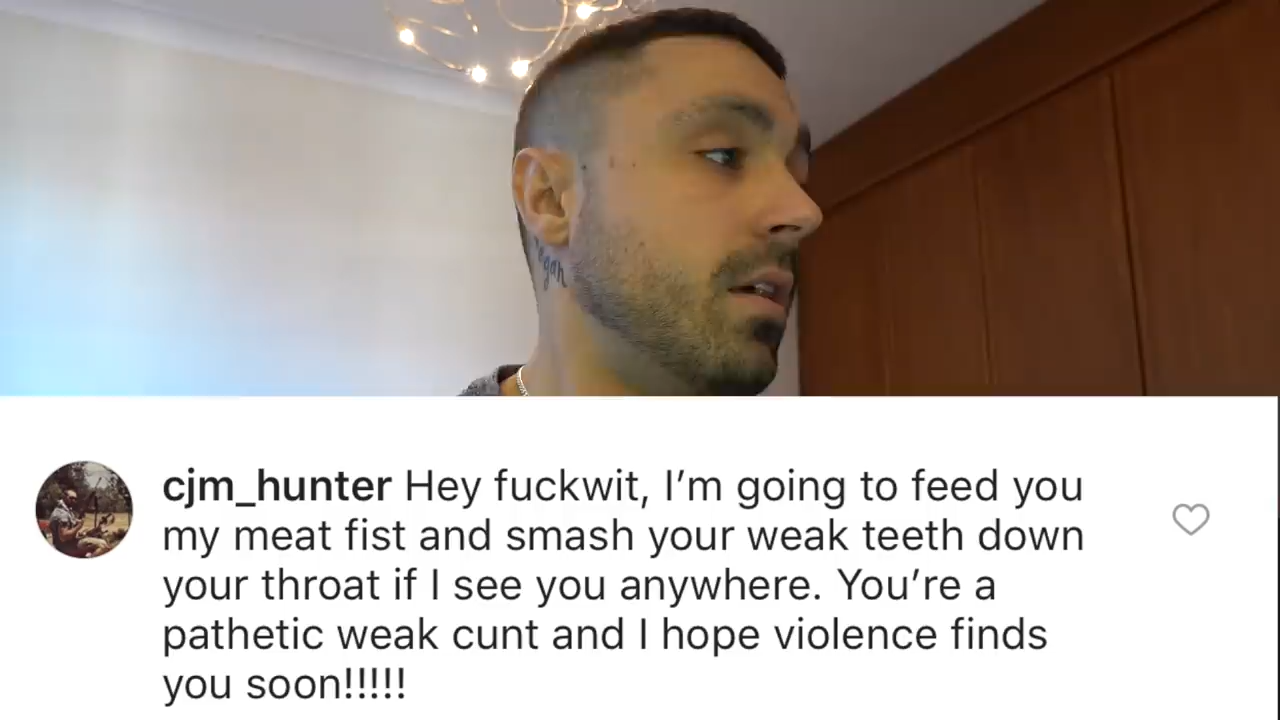 egan
cjm_hunter Hey fuckwit, I’m going to feed you
my meat fist and smash your weak teeth down
your throat if I see you anywhere. You’re a
pathetic weak cunt and I hope violence finds
you soon!!!!!